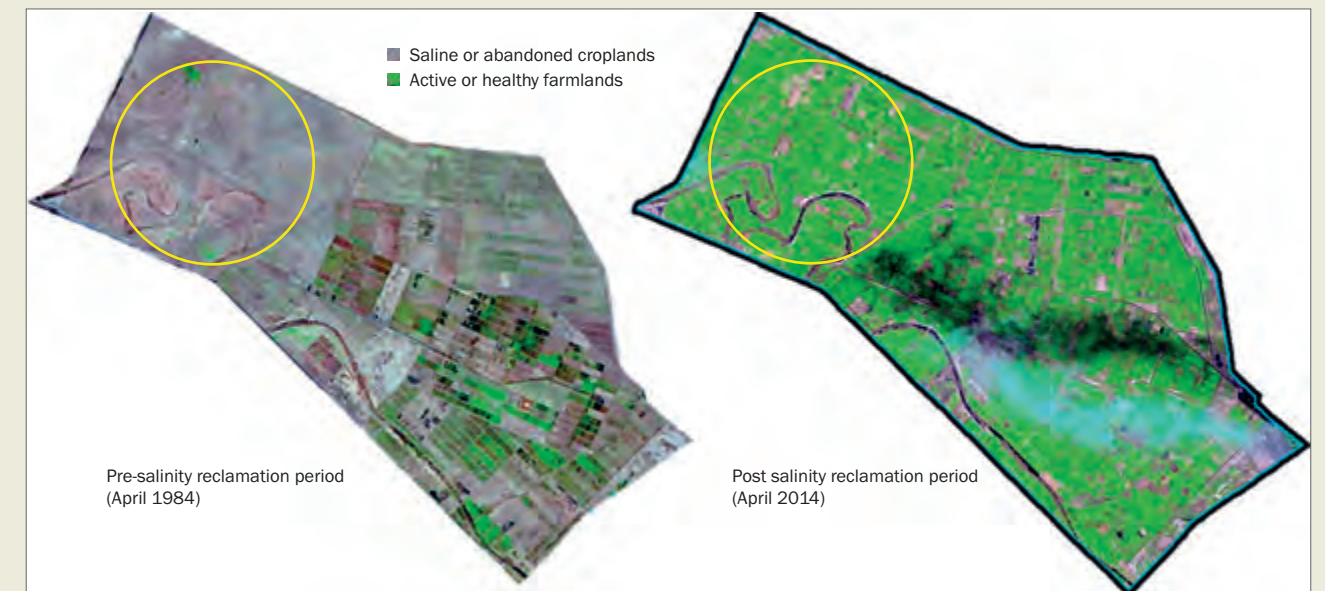 Saline or abandoned croplands
Active or healthy farmlands
Pre-salinity reclamation period
(April 1984)
Post salinity reclamation period
(April 2014)